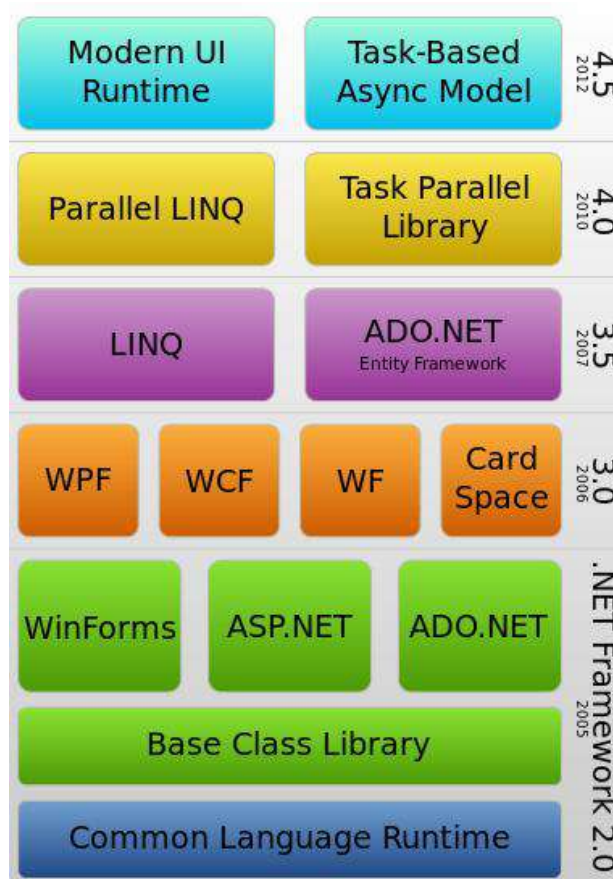 Modern UI
Runtime
Task-Based
Async Model
4.5
2012
Parallel LINQ
Task Parallel
Library
4.0
2010
LINQ
ADO.NET
Entity Framework
3.5
2007
WPF
WCF
WF
Card
Space
3.0
2006
WinForms
ASP.NET
ADO.NET
Base Class Library
Common Language Runtime
.NET Framework 2.0
2005